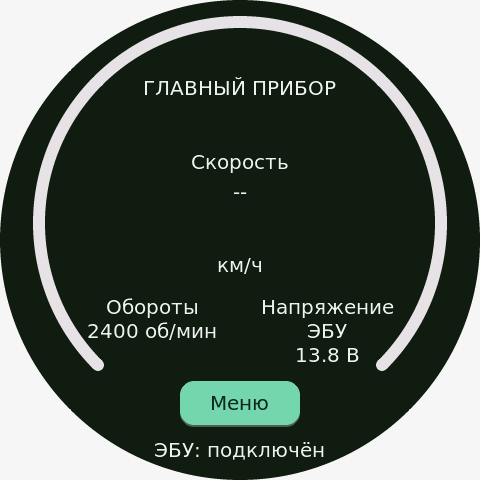 ГЛАВНЫЙ ПРИБОР
Скорость
--
км/ч
Обороты
2400 об/мин
Напряжение
ЭБУ
13.8 В
Меню
ЭБУ: подключён